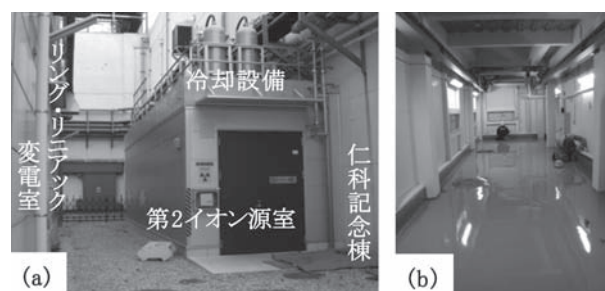 変電室
リング・リニアック
冷却設備
第2イオン源室
仁科記念棟
(a)
(b)